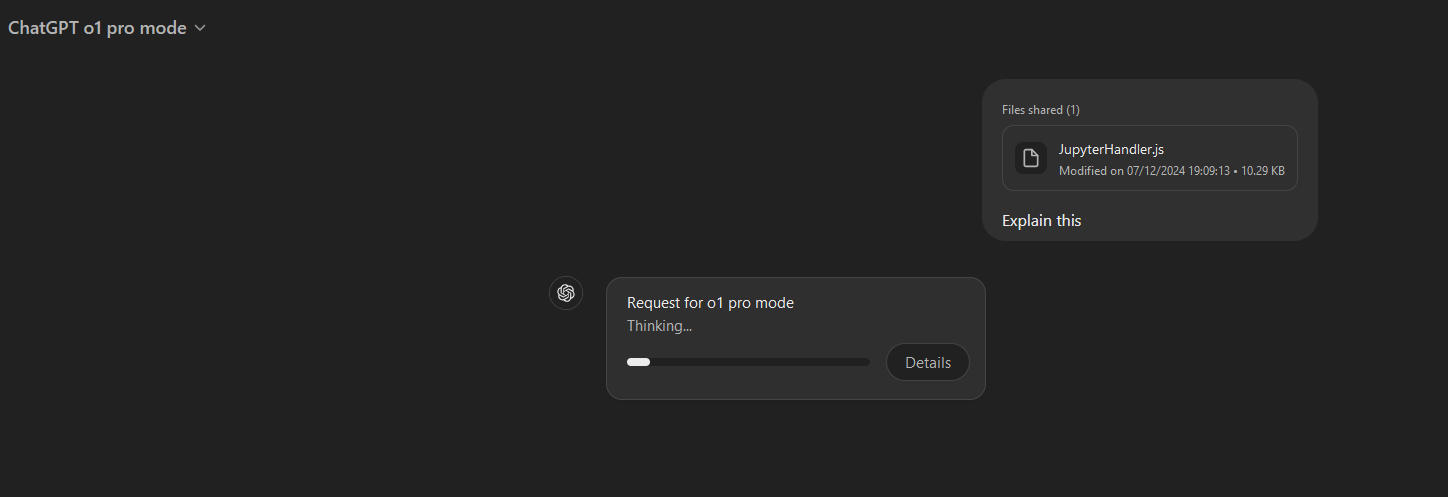 ChatGPT o1 pro mode
Files shared (1)
JupyterHandler.js
Modified on 07/12/2024 19:09:13 • 10.29 KB
Explain this
Request for o1 pro mode
Thinking...
Details